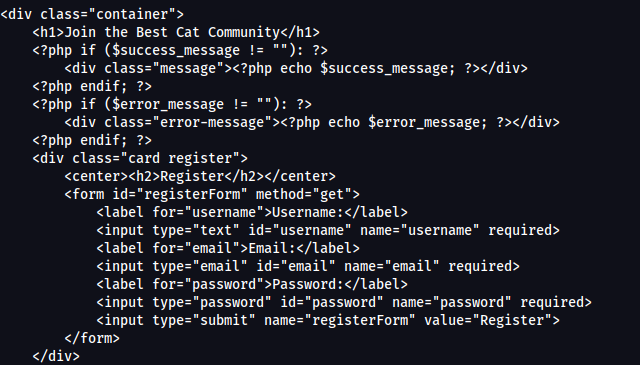 <div class="container">
    <h1>Join the Best Cat Community</h1>
    <?php if ($success_message != ""): ?>
        <div class="message"><?php echo $success_message; ?></div>
    <?php endif; ?>
    <?php if ($error_message != ""): ?>
        <div class="error-message"><?php echo $error_message; ?></div>
    <?php endif; ?>
    <div class="card register">
        <center><h2>Register</h2></center>
        <form id="registerForm" method="get">
            <label for="username">Username:</label>
            <input type="text" id="username" name="username" required>
            <label for="email">Email:</label>
            <input type="email" id="email" name="email" required>
            <label for="password">Password:</label>
            <input type="password" id="password" name="password" required>
            <input type="submit" name="registerForm" value="Register">
        </form>
    </div>